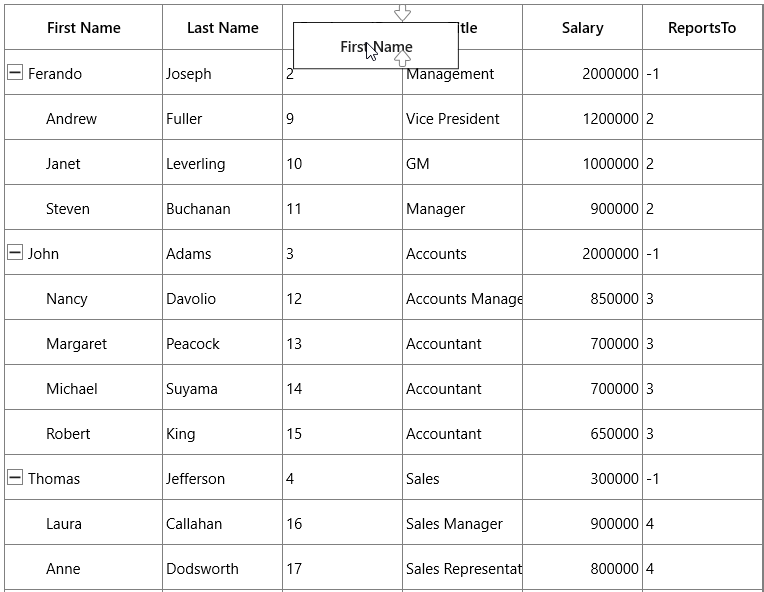 First Name Last Name First Name Salary ReportsTo
Ferando Joseph 2 Management 2000000 -1
Andrew Fuller 9 Vice President 1200000 2
Janet Leverling 10 GM 1000000 2
Steven Buchanan 11 Manager 900000 2
John Adams 3 Accounts 2000000 -1
Nancy Davolio 12 Accounts Manage 850000 3
Margaret Peacock 13 Accountant 700000 3
Michael Suyama 14 Accountant 700000 3
Robert King 15 Accountant 650000 3
Thomas Jefferson 4 Sales 300000 -1
Laura Callahan 16 Sales Manager 900000 4
Anne Dodsworth 17 Sales Representat 800000 4